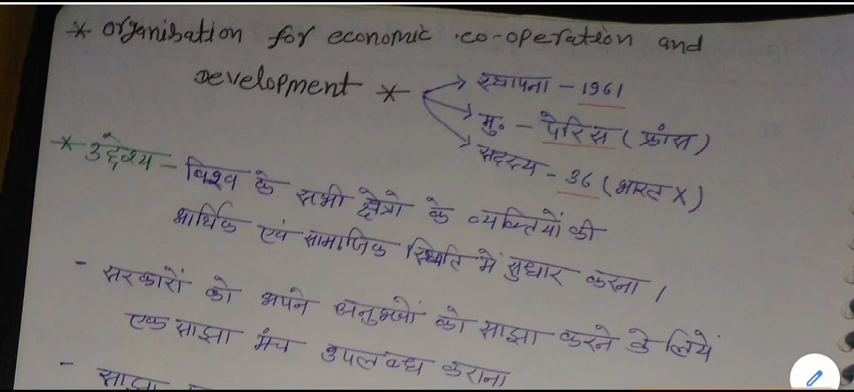 * Organisation for economic co-operation and
Development *
→ स्थापना - 1961
→ मु॰ - पेरिस (फ्रांस)
→ सदस्य - 36 (भारत X)
* उद्देश्य - विश्व के सभी क्षेत्रो के व्यक्तियों की
आर्थिक एवं सामाजिक स्थिति में सुधार करना।
- सरकारों को अपने अनुभवों को साझा करने के लिये
एक साझा मंच उपलब्ध कराना
- साझा